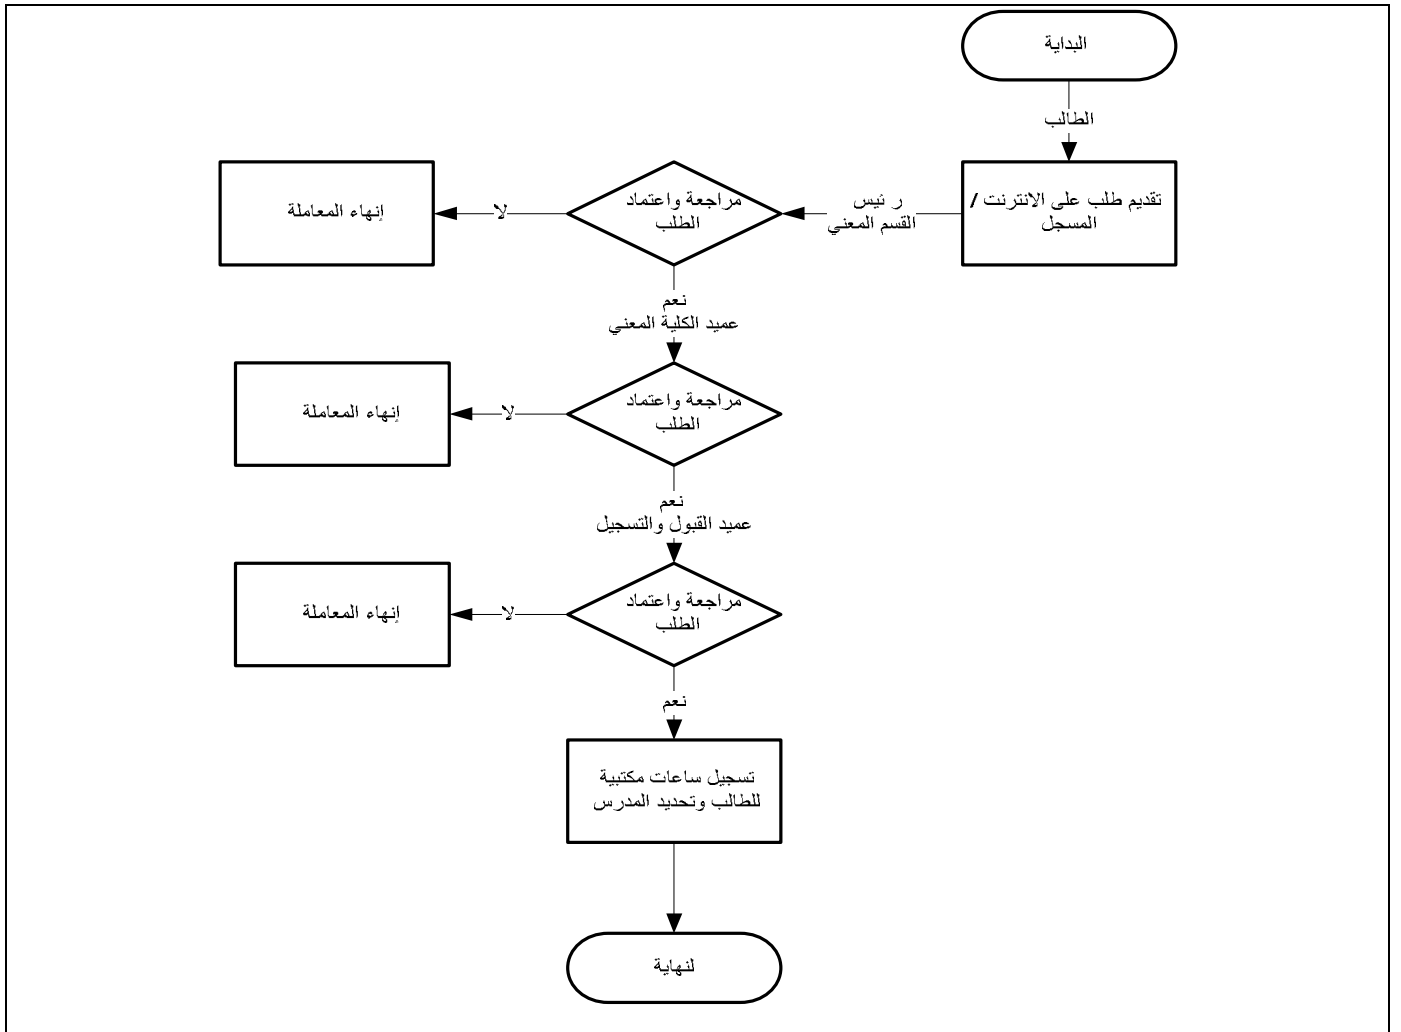 البداية
الطالب
تقديم طلب على الانترنت /
المسجل
ر ئيس
القسم المعني
مراجعة واعتماد
الطلب
لا
إنهاء المعاملة
نعم
عميد الكلية المعني
مراجعة واعتماد
الطلب
لا
إنهاء المعاملة
نعم
عميد القبول والتسجيل
مراجعة واعتماد
الطلب
لا
إنهاء المعاملة
نعم
تسجيل ساعات مكتبية
للطالب وتحديد المدرس
لنهاية